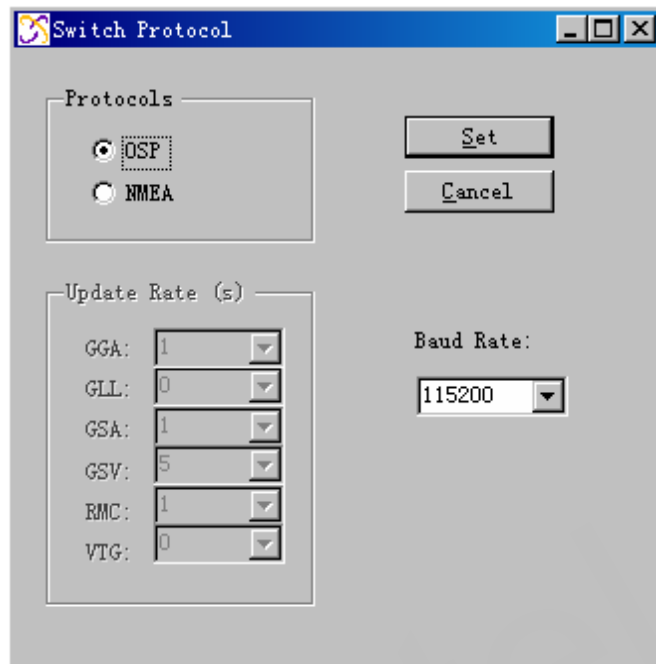 Switch Protocol
Protocols
OSP
NMEA
Set
Cancel
Update Rate (s)
GGA: 1
GLL: 0
GSA: 1
GSV: 5
RMC: 1
VTG: 0
Baud Rate:
115200